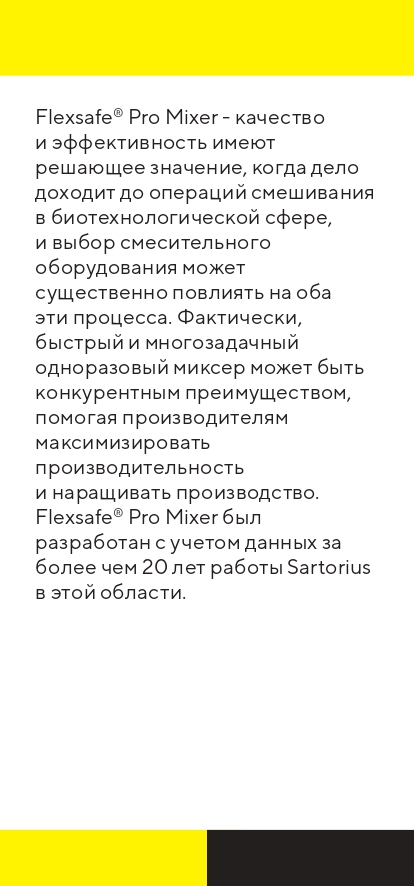 Flexsafe® Pro Mixer - качество
и эффективность имеют
решающее значение, когда дело
доходит до операций смешивания
в биотехнологической сфере,
и выбор смесительного
оборудования может
существенно повлиять на оба
эти процесса. Фактически,
быстрый и многозадачный
одноразовый миксер может быть
конкурентным преимуществом,
помогая производителям
максимизировать
производительность
и наращивать производство.
Flexsafe® Pro Mixer был
разработан с учетом данных за
более чем 20 лет работы Sartorius
в этой области.